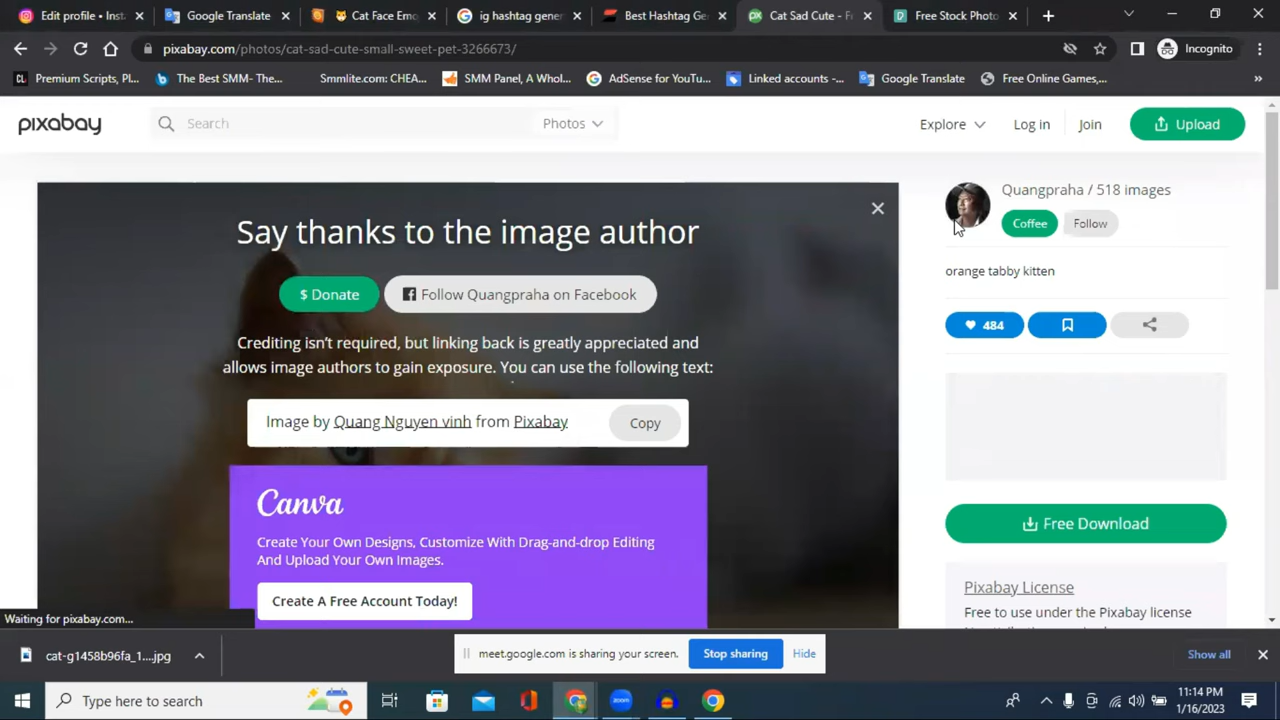 Edit profile • Inst
Google Translate
Cat Face Emo
ig hashtag gener
Best Hashtag Ge
Cat Sad Cute - F
Free Stock Photo
pixabay.com/photos/cat-sad-cute-small-sweet-pet-3266673/
Incognito
Premium Scripts, Pl...
The Best SMM- The...
Smmlite.com: CHEA...
SMM Panel, A Whol...
AdSense for YouTu...
Linked accounts -...
Google Translate
Free Online Games,...
»
pixabay
Search
Photos
Explore
Log in
Join
Upload
Say thanks to the image author
$ Donate
Follow Quangpraha on Facebook
Crediting isn't required, but linking back is greatly appreciated and
allows image authors to gain exposure. You can use the following text:
Image by Quang Nguyen vinh from Pixabay
Copy
Canva
Create Your Own Designs, Customize With Drag-and-drop Editing
And Upload Your Own Images.
Create A Free Account Today!
Quangpraha / 518 images
Coffee
Follow
orange tabby kitten
484
Free Download
Pixabay License
Free to use under the Pixabay license
Waiting for pixabay.com...
cat-g1458b96fa_1....jpg
meet.google.com is sharing your screen.
Stop sharing
Hide
Show all
Type here to search
zoom
11:14 PM
1/16/2023